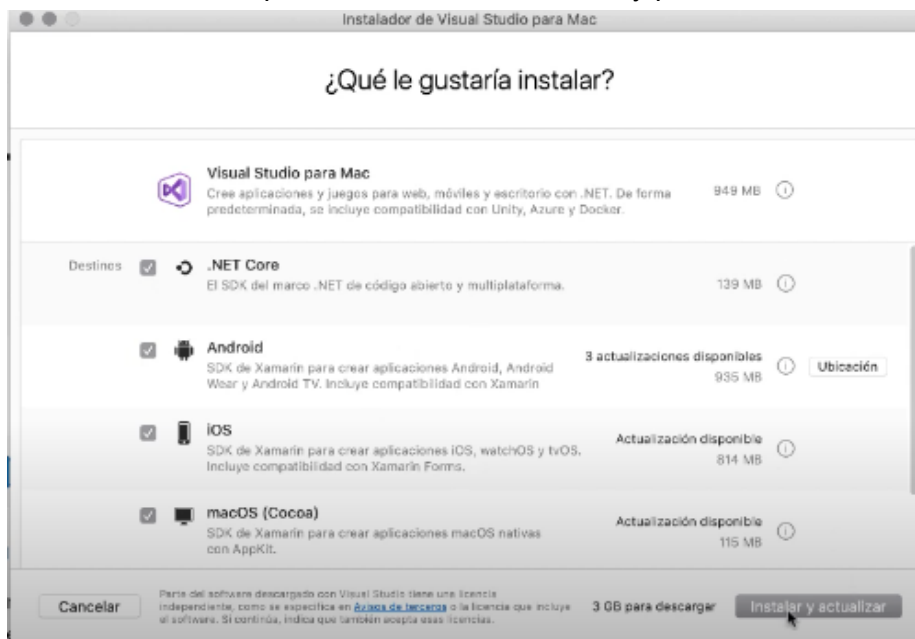 Instalador de Visual Studio para Mac
¿Qué le gustaría instalar?
Visual Studio para Mac
Cree aplicaciones y juegos para web, móviles y escritorio con .NET. De forma
predeterminada, se incluye compatibilidad con Unity, Azure y Docker.
949 MB
Destinos
.NET Core
El SDK del marco .NET de código abierto y multiplataforma.
139 MB
Android
SDK de Xamarin para crear aplicaciones Android, Android
Wear y Android TV. Incluye compatibilidad con Xamarin
3 actualizaciones disponibles
935 MB
Ubicación
iOS
SDK de Xamarin para crear aplicaciones iOS, watchOS y tvOS.
Incluye compatibilidad con Xamarin Forms.
Actualización disponible
814 MB
macOS (Cocoa)
SDK de Xamarin para crear aplicaciones macOS nativas
con AppKit.
Actualización disponible
115 MB
Cancelar
Parte del software descargado con Visual Studio tiene una licencia
independiente, como se especifica en Avisos de terceros o la licencia que incluye
el software. Si continúa, indica que también acepta esas licencias.
3 GB para descargar
Instalar y actualizar